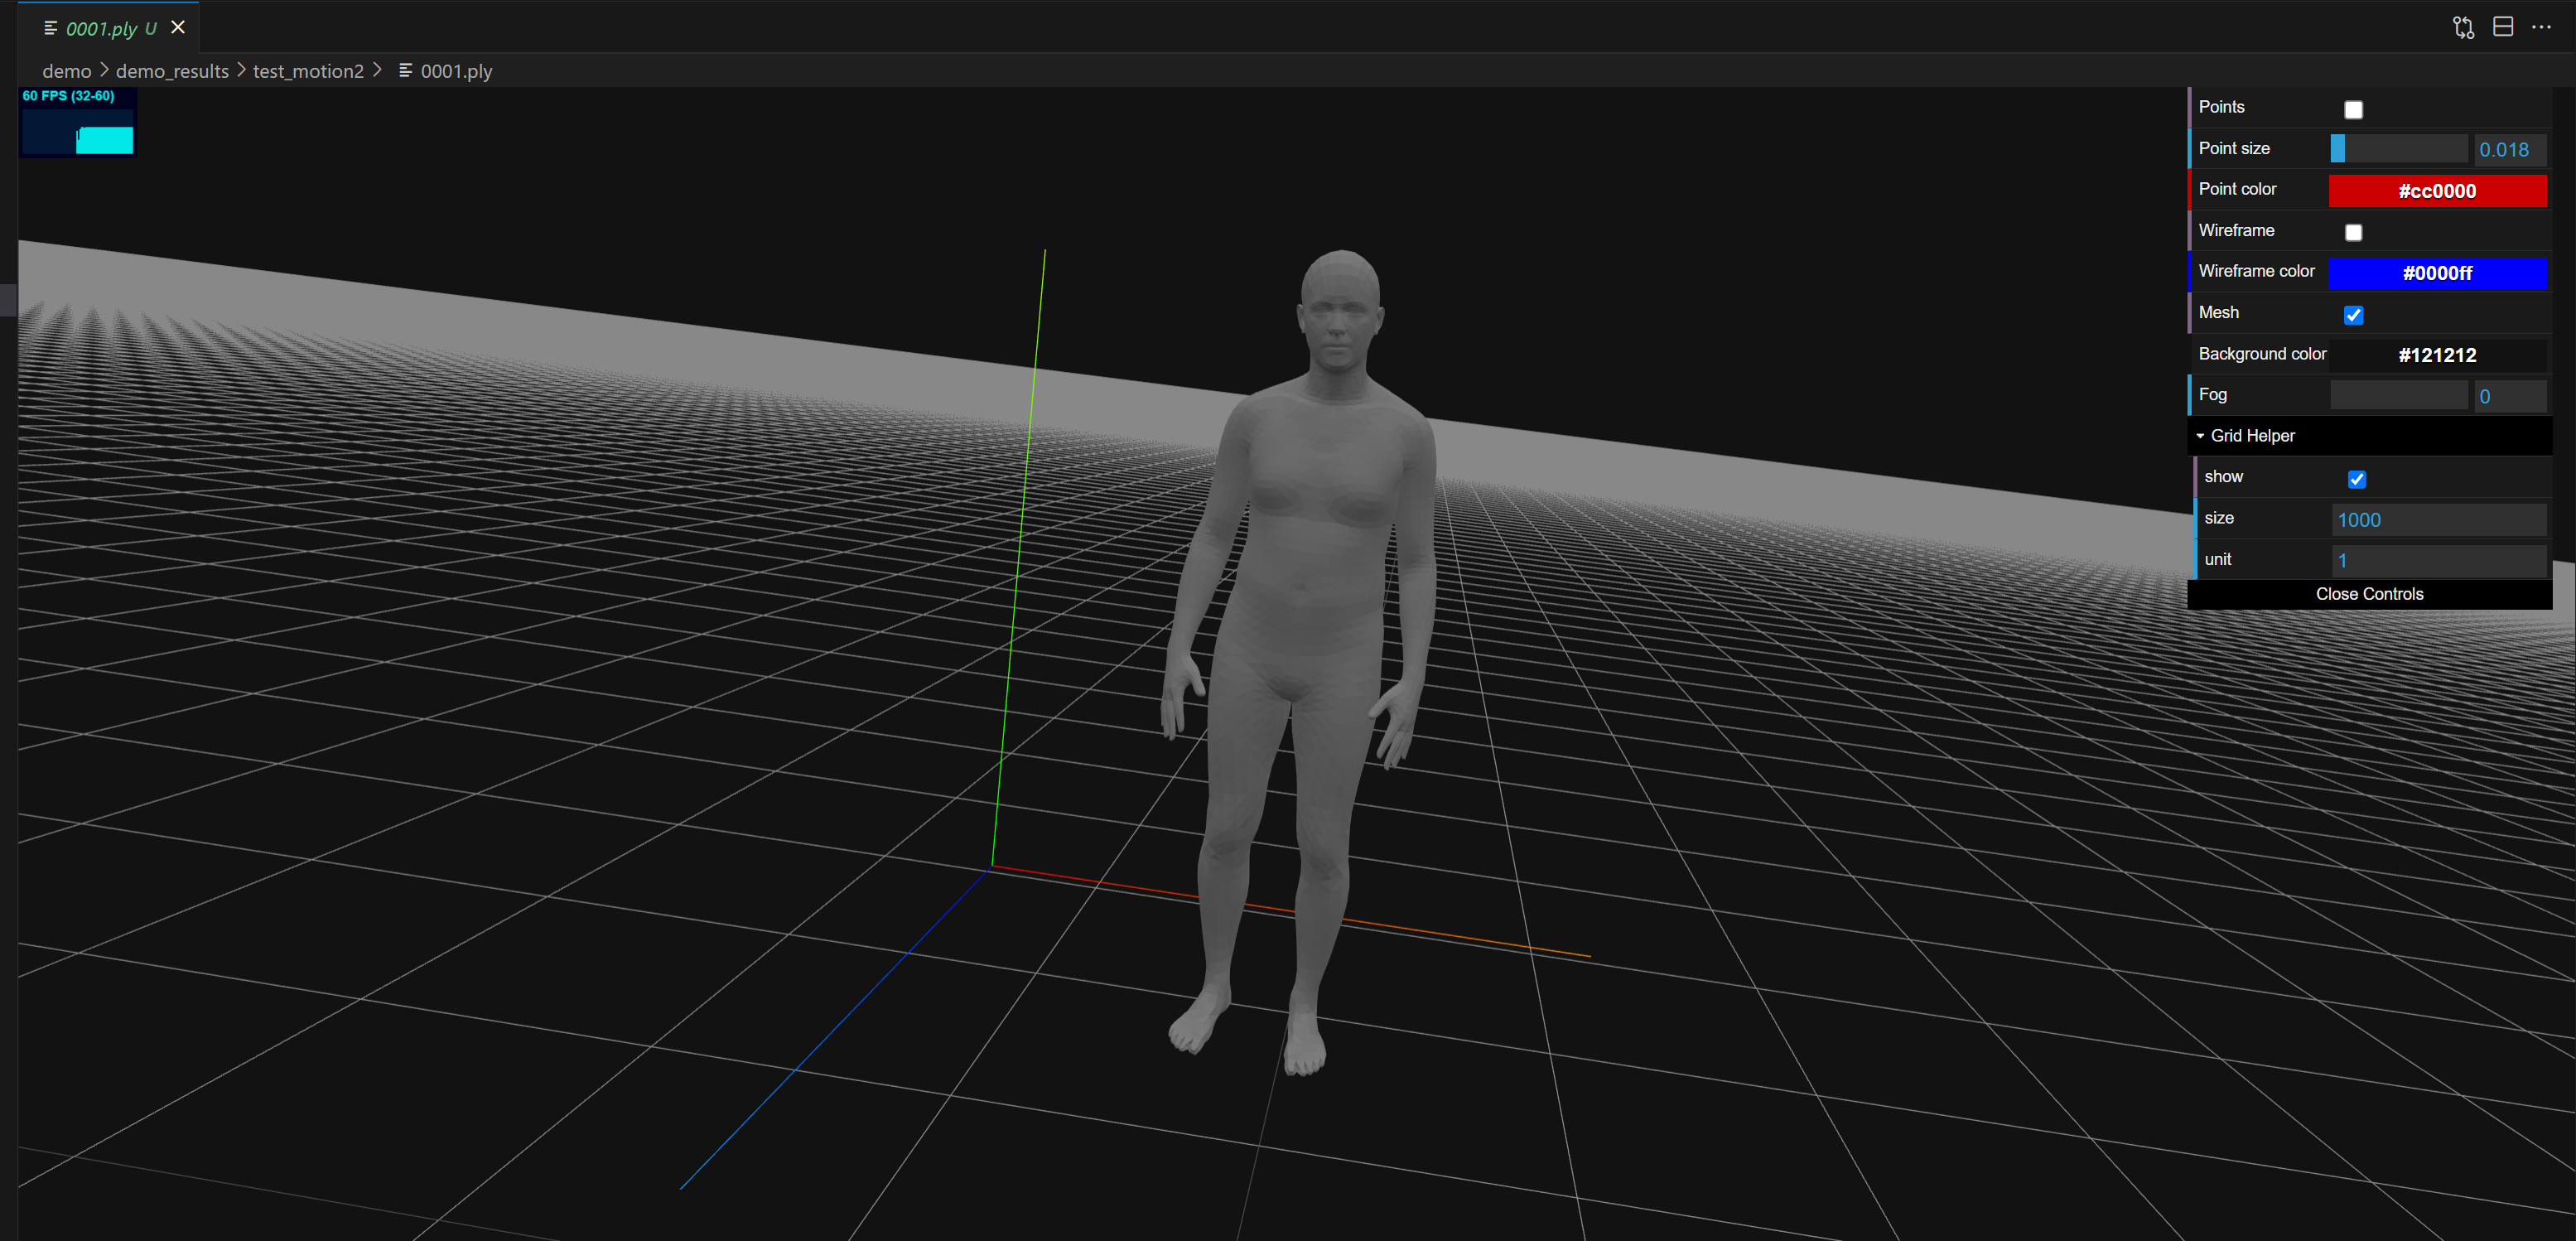 0001.ply U
demo > demo_results > test_motion2 > 0001.ply
60 FPS (32-60)
Points
Point size 0.018
Point color #cc0000
Wireframe
Wireframe color #0000ff
Mesh
Background color #121212
Fog 0
Grid Helper
show
size 1000
unit 1
Close Controls